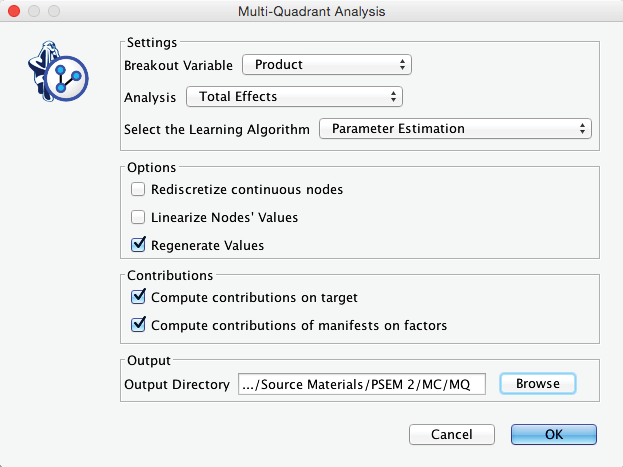 Multi-Quadrant Analysis
Settings
Breakout Variable Product
Analysis Total Effects
Select the Learning Algorithm Parameter Estimation
Options
Rediscretize continuous nodes
Linearize Nodes' Values
Regenerate Values
Contributions
Compute contributions on target
Compute contributions of manifests on factors
Output
Output Directory .../Source Materials/PSEM 2/MC/MQ Browse
Cancel OK